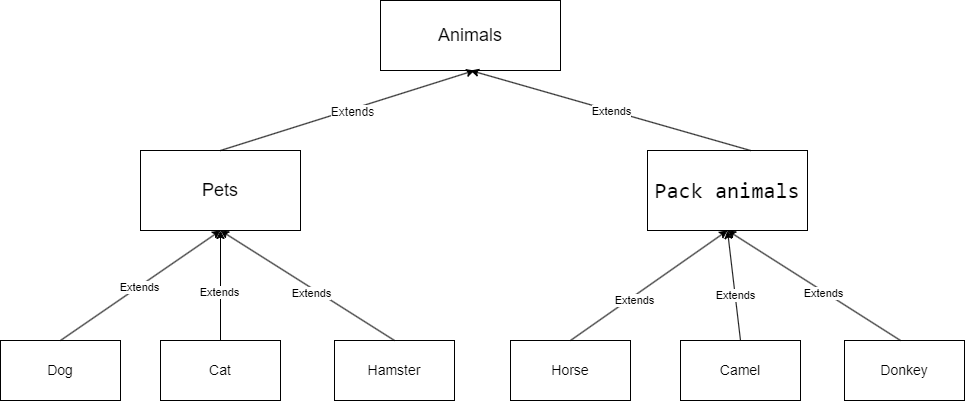 Animals
Extends
Extends
Pets
Pack animals
Extends
Extends
Extends
Extends
Extends
Extends
Dog
Cat
Hamster
Horse
Camel
Donkey